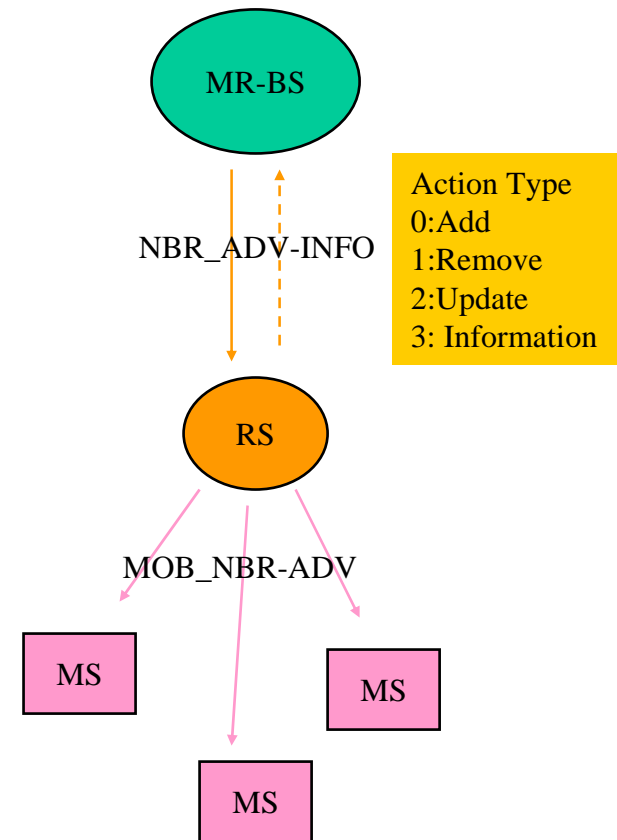 MR-BS
Action Type
0:Add
1:Remove
2:Update
3: Information
NBR_ADV-INFO
RS
MOB_NBR-ADV
MS
MS
MS